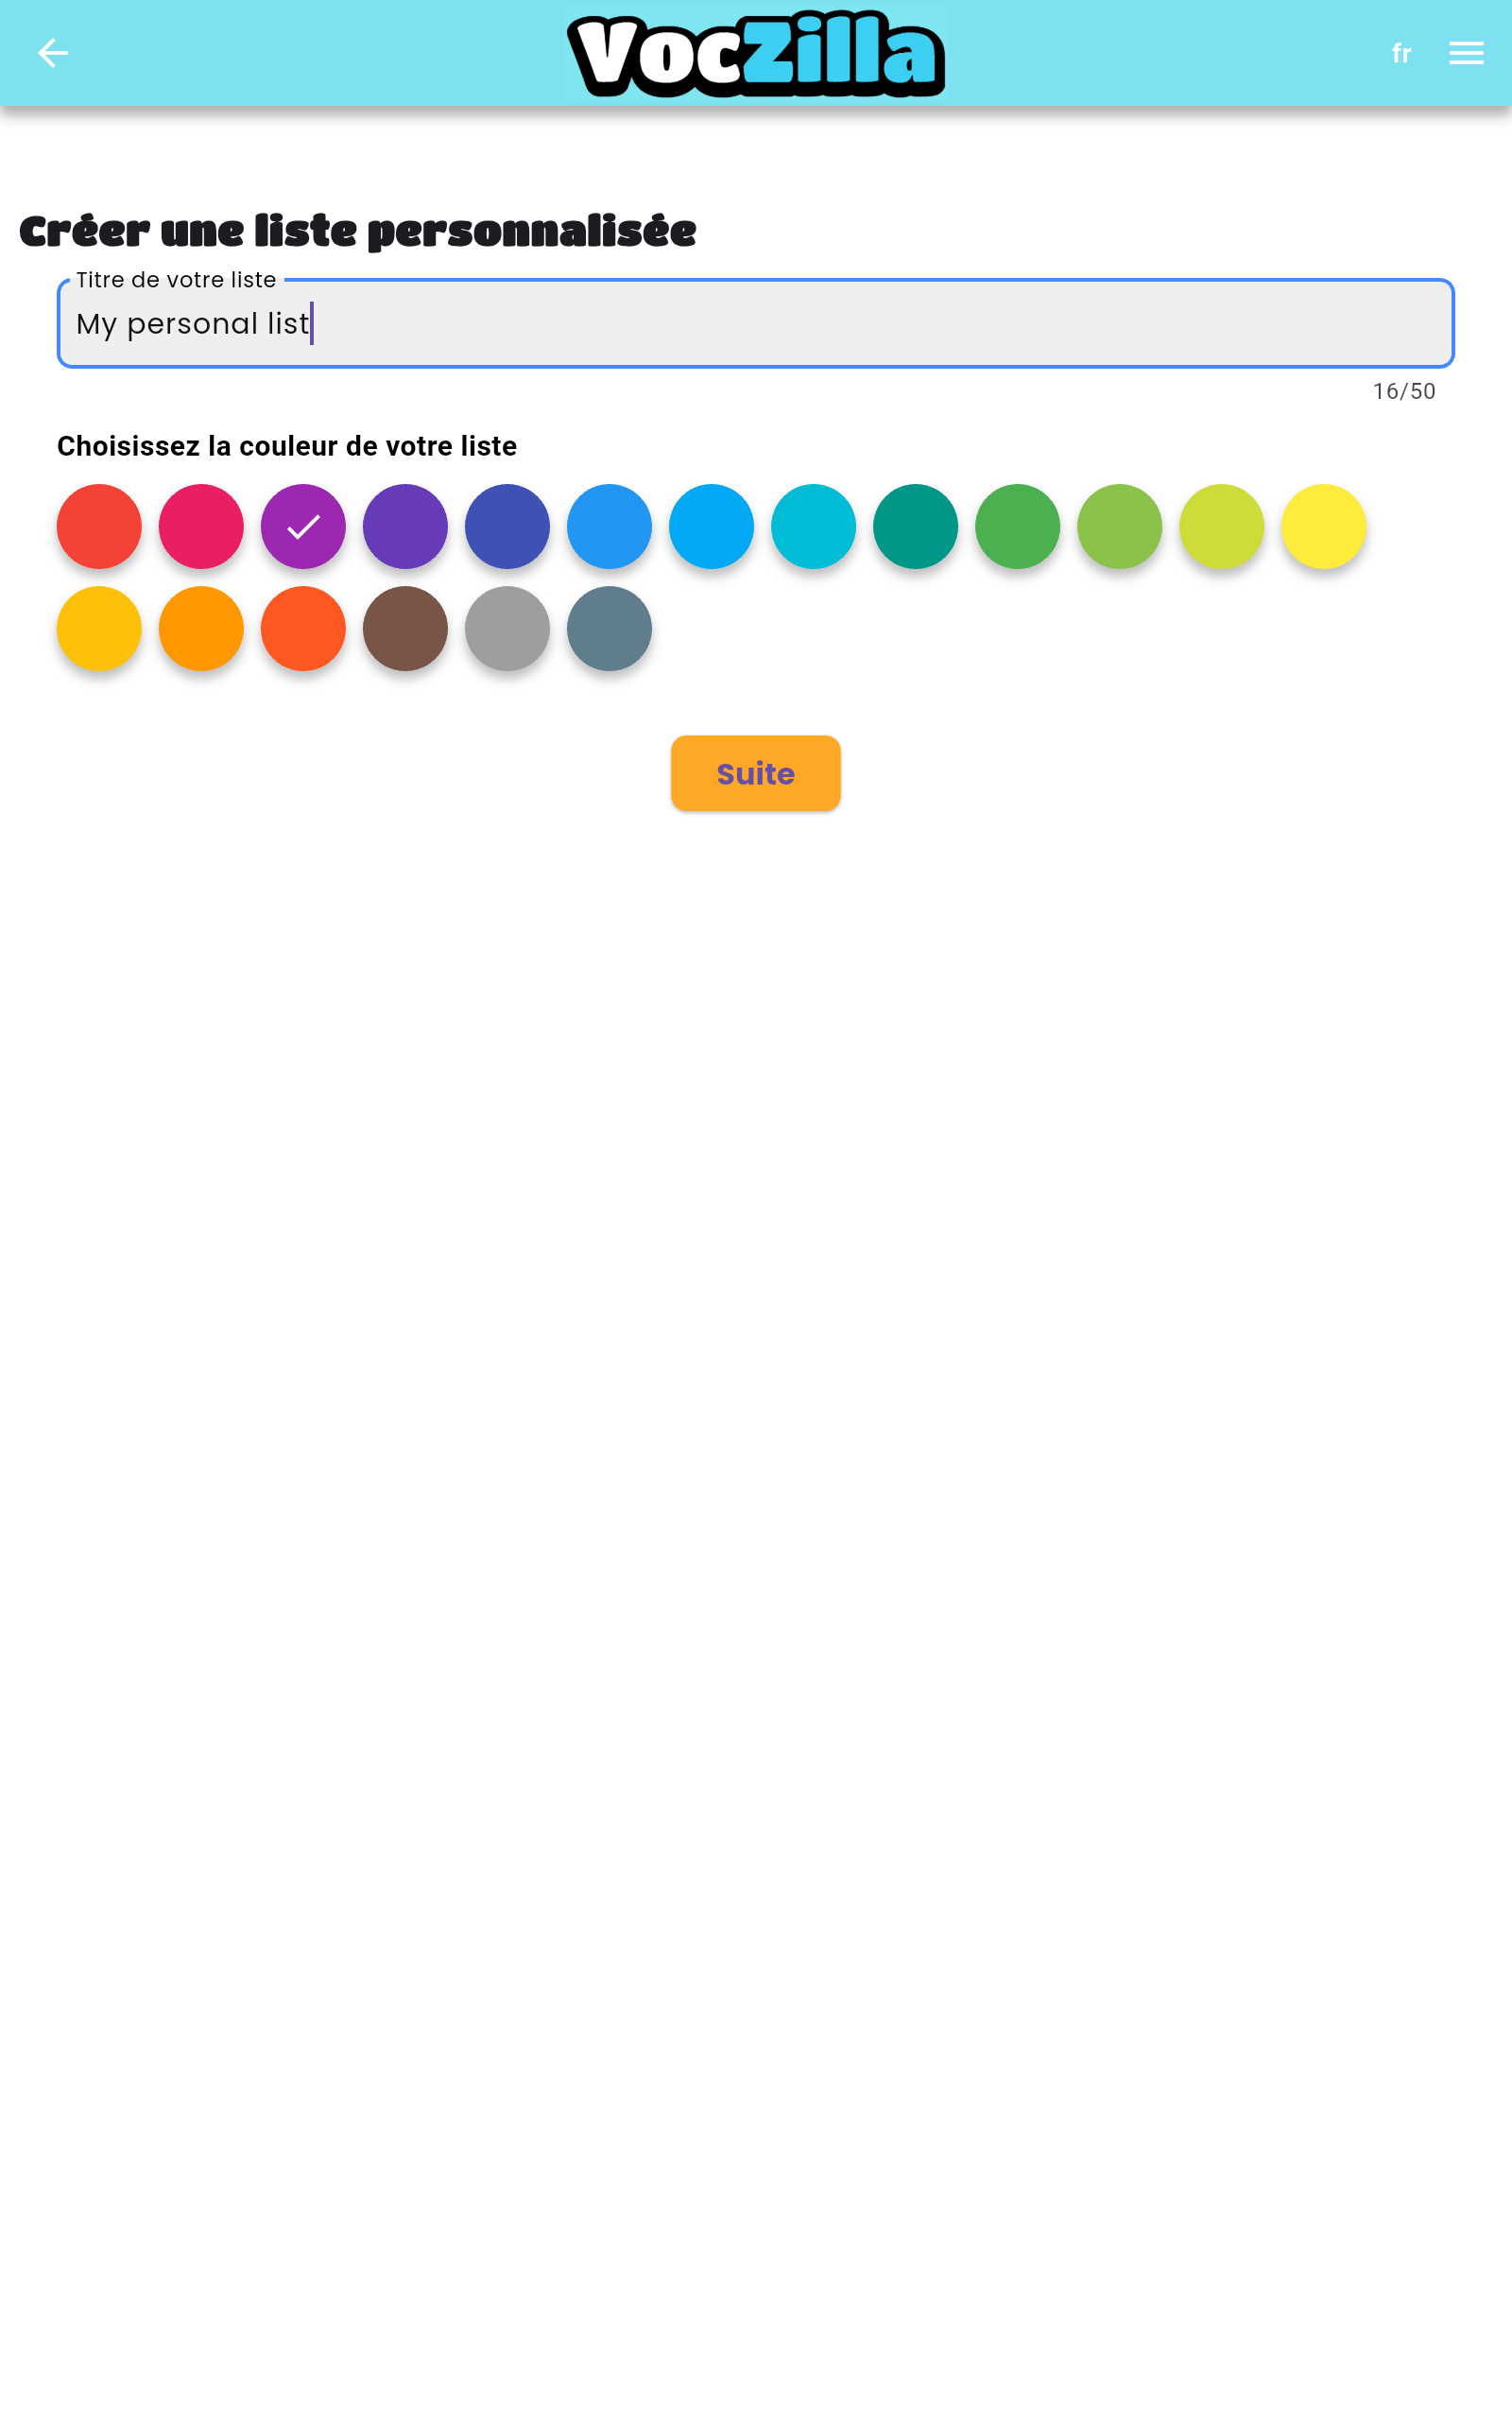 VocZilla
fr
Créer une liste personnalisée
Titre de votre liste
My personal list
16/50
Choisissez la couleur de votre liste
Suite